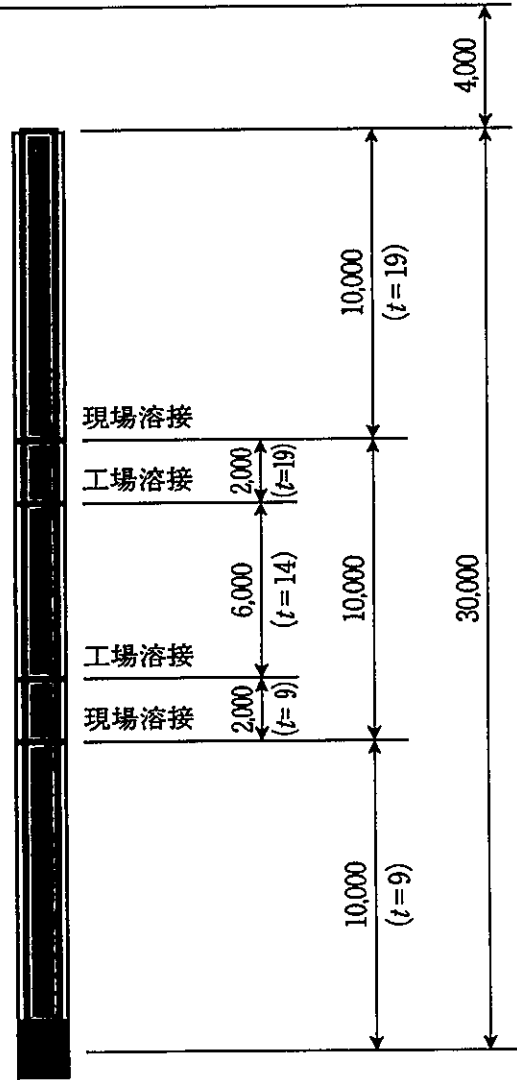 4,000
10,000
(t=19)
現場溶接
工場溶接
2,000
(t=19)
6,000
(t=14)
10,000
30,000
工場溶接
現場溶接
2,000
(t=9)
10,000
(t=9)